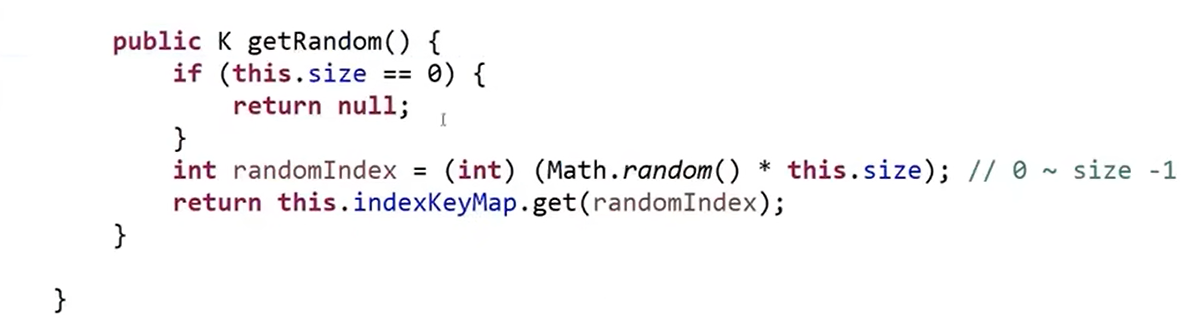 public K getRandom() {
if (this.size == 0) {
return null;
}
int randomIndex = (int) (Math.random() * this.size); // 0 ~ size -1
return this.indexKeyMap.get(randomIndex);
}
}